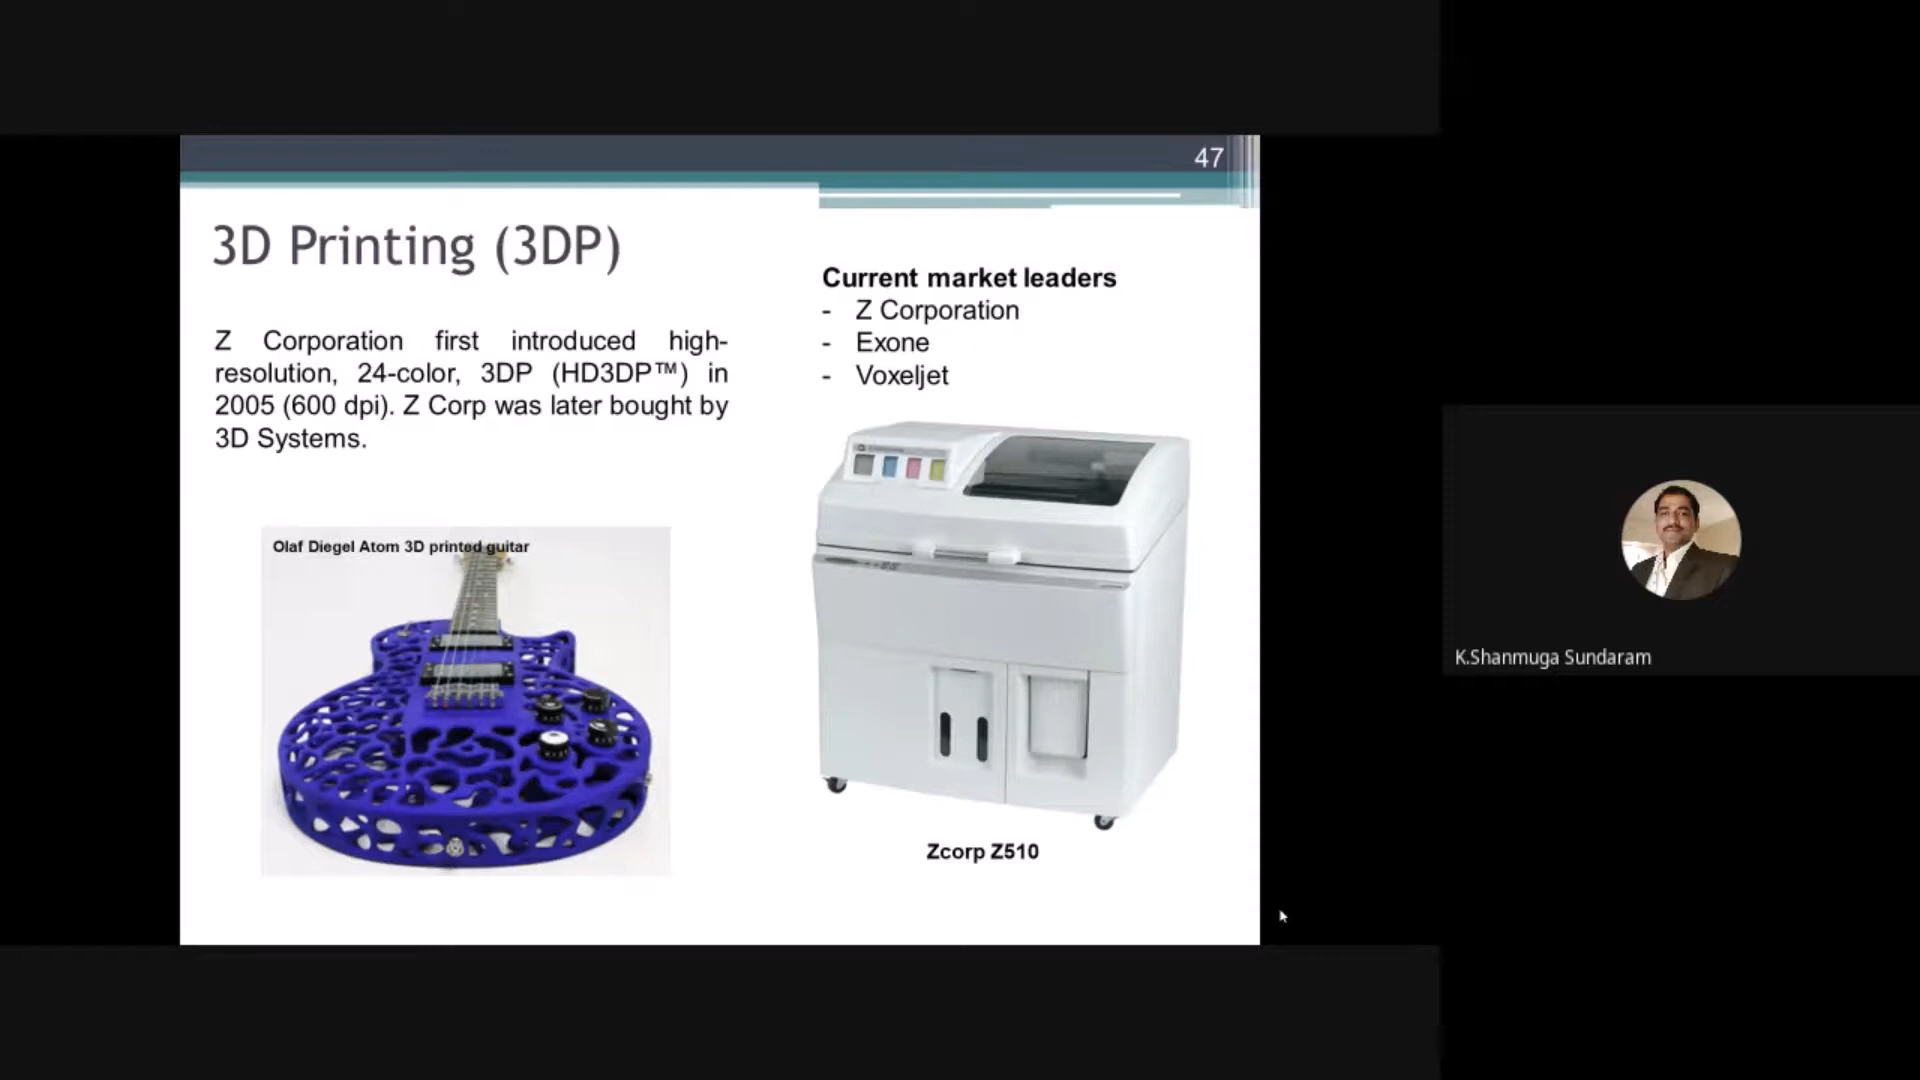 47
3D Printing (3DP)
Z Corporation first introduced high-
resolution, 24-color, 3DP (HD3DP™) in
2005 (600 dpi). Z Corp was later bought by
3D Systems.
Current market leaders
- Z Corporation
- Exone
- Voxeljet
Olaf Diegel Atom 3D printed guitar
Zcorp Z510
K.Shanmuga Sundaram